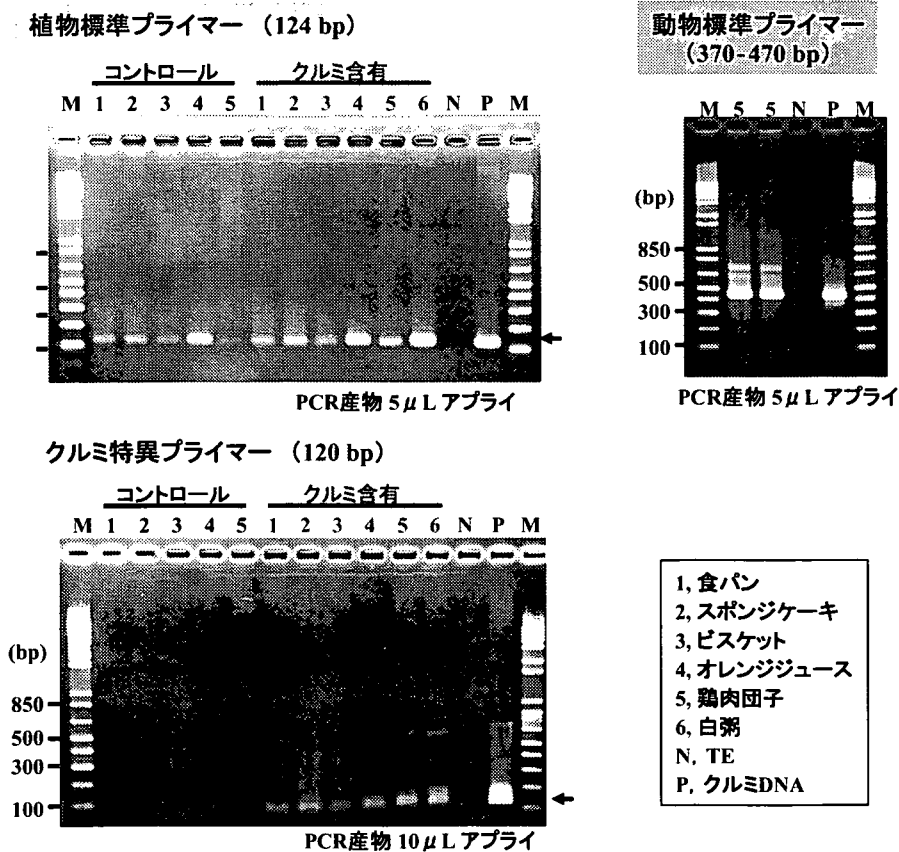 植物標準プライマー （124 bp）
コントロール クルミ含有
M 1 2 3 4 5 1 2 3 4 5 6 N P M
PCR産物 5 μ L アプライ
動物標準プライマー
（370-470 bp）
M 5 5 N P M
(bp)
850
500
300
100
PCR産物 5 μ L アプライ
クルミ特異プライマー （120 bp）
コントロール クルミ含有
M 1 2 3 4 5 1 2 3 4 5 6 N P M
(bp)
850
500
300
100
PCR産物 10 μ L アプライ
1, 食パン
2, スポンジケーキ
3, ビスケット
4, オレンジジュース
5, 鶏肉団子
6, 白粥
N, TE
P, クルミDNA